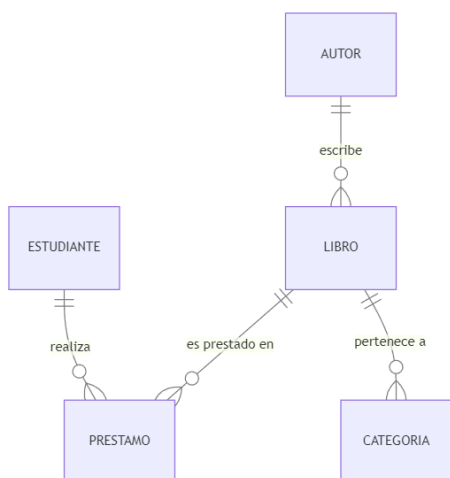 AUTOR
escribe
ESTUDIANTE
LIBRO
realiza
es prestado en
pertenece a
PRESTAMO
CATEGORIA